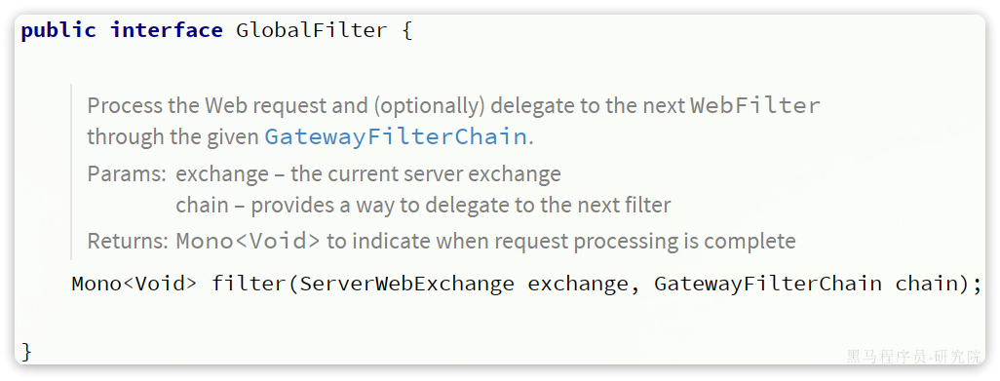 public interface GlobalFilter {
Process the Web request and (optionally) delegate to the next WebFilter
through the given GatewayFilterChain.
Params: exchange – the current server exchange
chain – provides a way to delegate to the next filter
Returns: Mono<Void> to indicate when request processing is complete
Mono<Void> filter(ServerWebExchange exchange, GatewayFilterChain chain);
}
黑马程序员-研究院